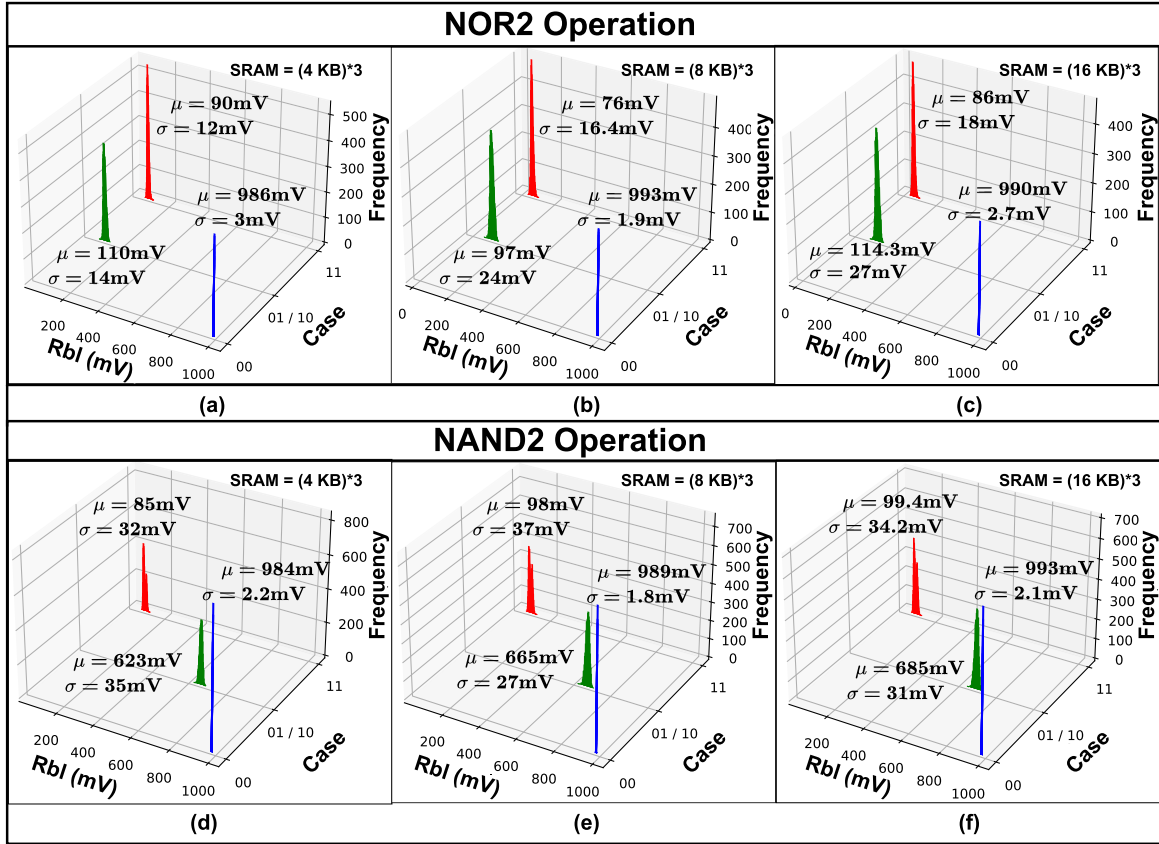 NOR2 Operation
SRAM = (4 KB)*3
μ = 90mV
σ = 12mV
μ = 986mV
σ = 3mV
μ = 110mV
σ = 14mV
500
400
300
200
100
0
Frequency
200
400
600
800
1000
Rbl (mV)
00
01 / 10
11
Case
(a)
SRAM = (8 KB)*3
μ = 76mV
σ = 16.4mV
μ = 993mV
σ = 1.9mV
μ = 97mV
σ = 24mV
400
300
200
100
0
Frequency
0
200
400
600
800
1000
Rbl (mV)
00
01 / 10
11
Case
(b)
SRAM = (16 KB)*3
μ = 86mV
σ = 18mV
μ = 990mV
σ = 2.7mV
μ = 114.3mV
σ = 27mV
400
300
200
100
0
Frequency
0
200
400
600
800
1000
Rbl (mV)
00
01 / 10
11
Case
(c)
NAND2 Operation
SRAM = (4 KB)*3
μ = 85mV
σ = 32mV
μ = 984mV
σ = 2.2mV
μ = 623mV
σ = 35mV
800
600
400
200
0
Frequency
200
400
600
800
1000
Rbl (mV)
00
01 / 10
11
Case
(d)
SRAM = (8 KB)*3
μ = 98mV
σ = 37mV
μ = 989mV
σ = 1.8mV
μ = 665mV
σ = 27mV
700
600
500
400
300
200
100
0
Frequency
200
400
600
800
1000
Rbl (mV)
00
01 / 10
11
Case
(e)
SRAM = (16 KB)*3
μ = 99.4mV
σ = 34.2mV
μ = 993mV
σ = 2.1mV
μ = 685mV
σ = 31mV
700
600
500
400
300
200
100
0
Frequency
200
400
600
800
1000
Rbl (mV)
00
01 / 10
11
Case
(f)